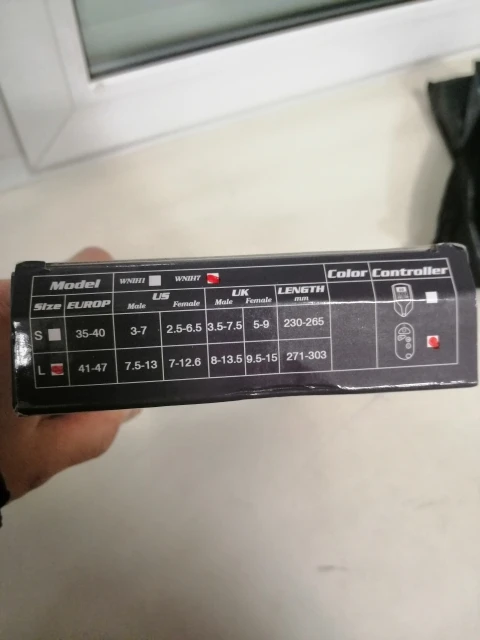 Model WNIH1 WNIH7 Color Controller
Size EUROP US Male Female UK Male Female LENGTH mm
S 35-40 3-7 2.5-6.5 3.5-7.5 5-9 230-265
L 41-47 7.5-13 7-12.6 8-13.5 9.5-15 271-303